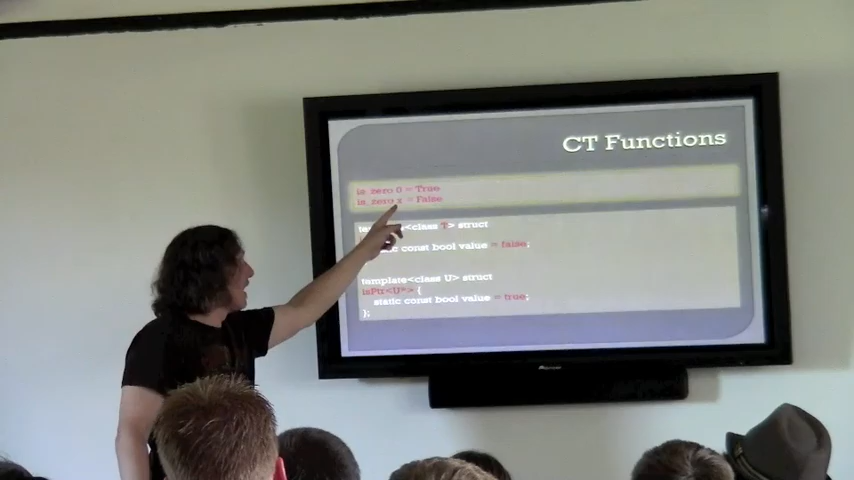 CT Functions
is_zero 0 = True
is_zero x = False
template<class T> struct
static const bool value = false;
template<class U> struct
isPtr<U*> {
static const bool value = true;
};